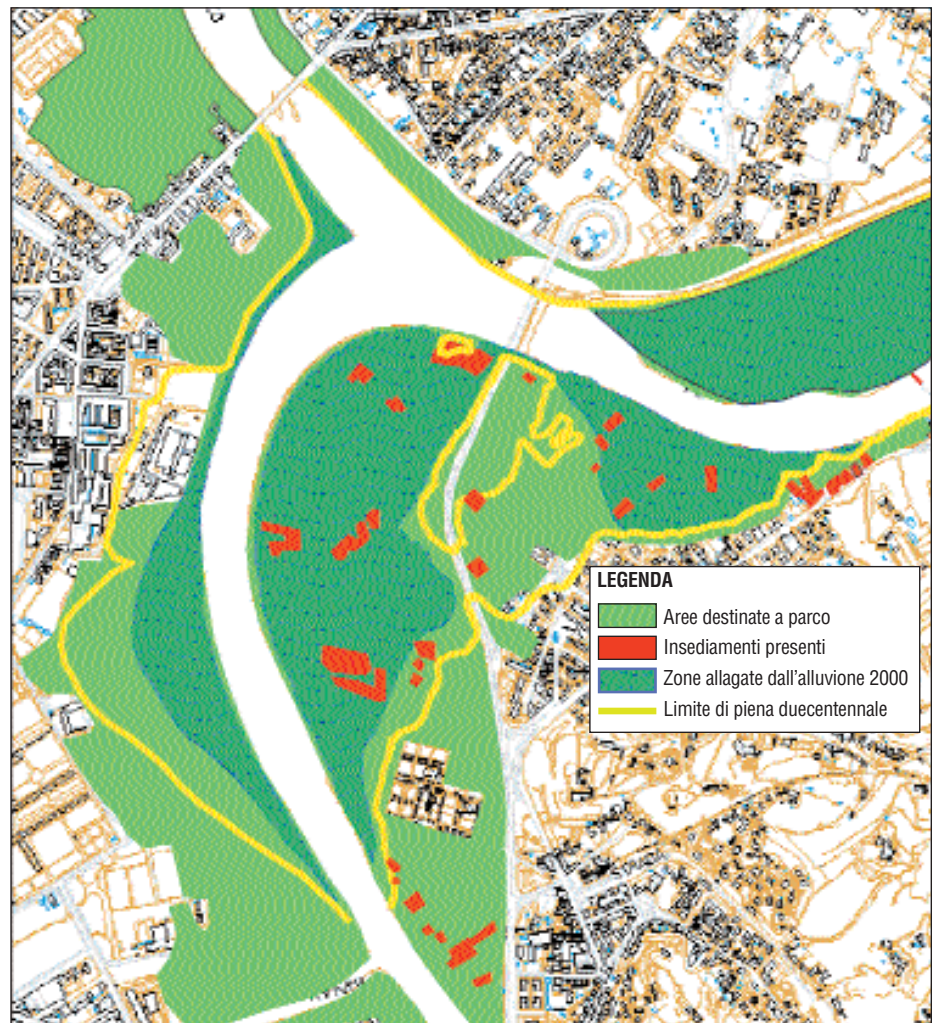 LEGENDA
Aree destinate a parco
Insediamenti presenti
Zone allagate dall'alluvione 2000
Limite di piena duecentennale